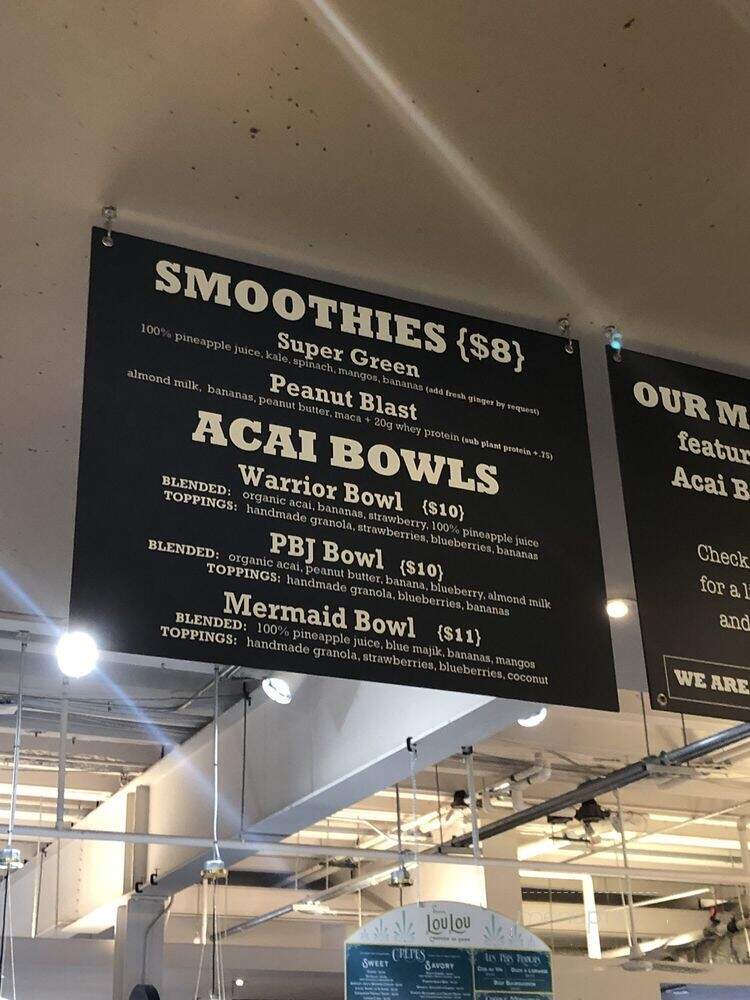 SMOOTHIES {$8}
Super Green
100% pineapple juice, kale, spinach, mangos, bananas (add fresh ginger by request)
Peanut Blast
almond milk, bananas, peanut butter, maca + 20g whey protein (sub plant protein +.75)
ACAI BOWLS
Warrior Bowl {$10}
BLENDED: organic acai, bananas, strawberry, 100% pineapple juice
TOPPINGS: handmade granola, strawberries, blueberries, bananas
PBJ Bowl {$10}
BLENDED: organic acai, peanut butter, banana, blueberry, almond milk
TOPPINGS: handmade granola, blueberries, bananas
Mermaid Bowl {$11}
BLENDED: 100% pineapple juice, blue majik, bananas, mangos
TOPPINGS: handmade granola, strawberries, blueberries, coconut
OUR M
featur
Acai B
Check
for a l
and
WE ARE
LOU LOU
CRÊPES
SWEET
SAVORY